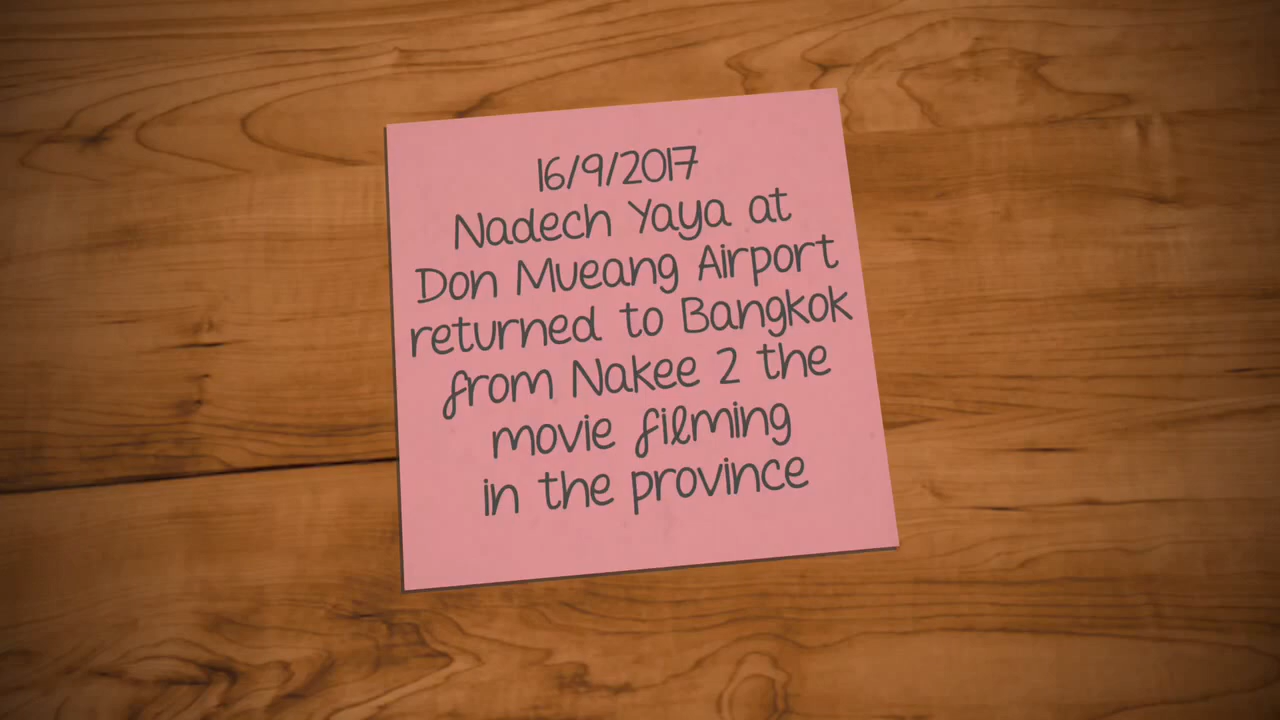 16/9/2017
Nadech Yaya at
Don Mueang Airport
returned to Bangkok
from Nakee 2 the
movie filming
in the province